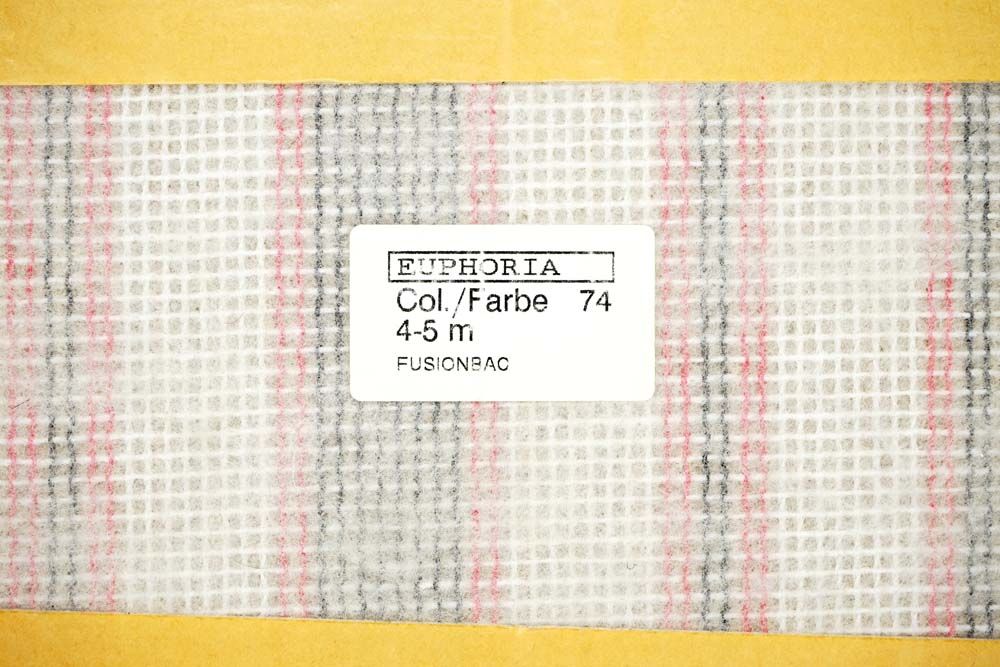 EUPHORIA
Col./Farbe 74
4-5 m
FUSIONBAC